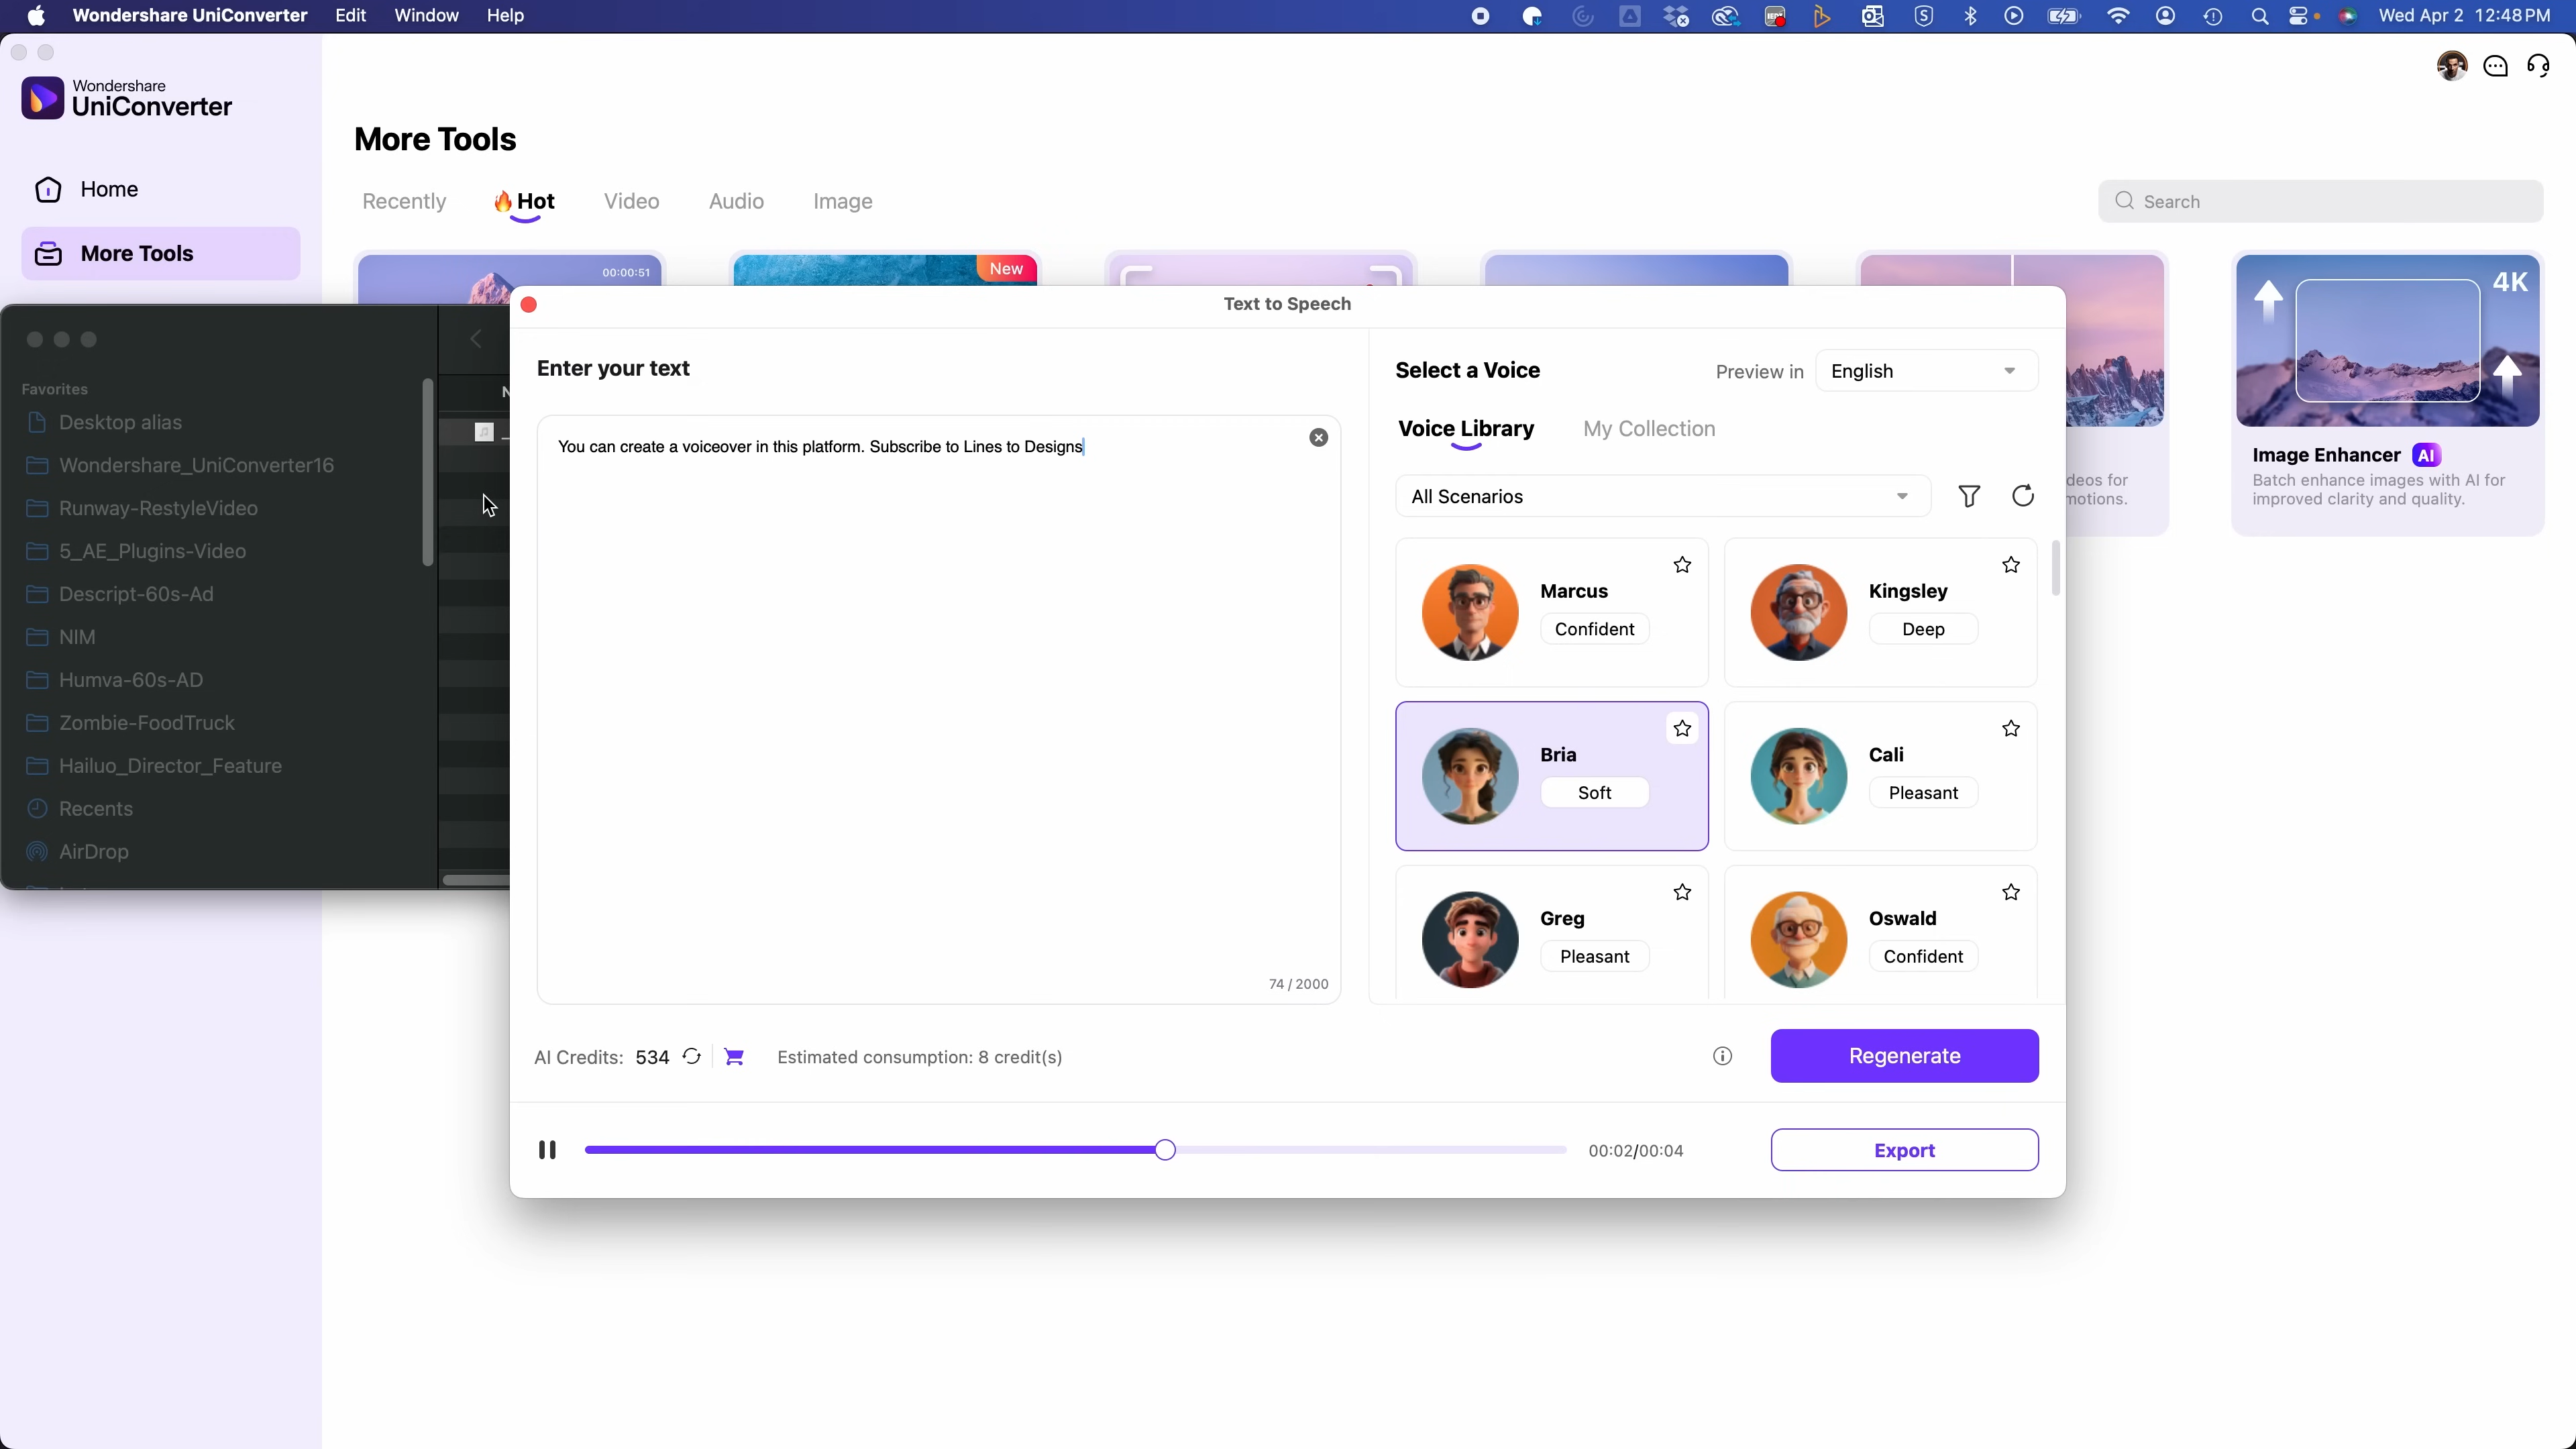 Wondershare UniConverter Edit Window Help Wed Apr 2 12:48 PM
Wondershare
UniConverter
Home
More Tools
More Tools
Recently Hot Video Audio Image
Search
00:00:51
New
4K
Image Enhancer AI
Batch enhance images with AI for
improved clarity and quality.
deos for
motions.
Favorites
Desktop alias
Wondershare_UniConverter16
Runway-RestyleVideo
5_AE_Plugins-Video
Descript-60s-Ad
NIM
Humva-60s-AD
Zombie-FoodTruck
Hailuo_Director_Feature
Recents
AirDrop
Text to Speech
Enter your text
You can create a voiceover in this platform. Subscribe to Lines to Designs
74 / 2000
Select a Voice
Preview in English
Voice Library My Collection
All Scenarios
Marcus
Confident
Kingsley
Deep
Bria
Soft
Cali
Pleasant
Greg
Pleasant
Oswald
Confident
AI Credits: 534 Estimated consumption: 8 credit(s)
Regenerate
00:02/00:04
Export